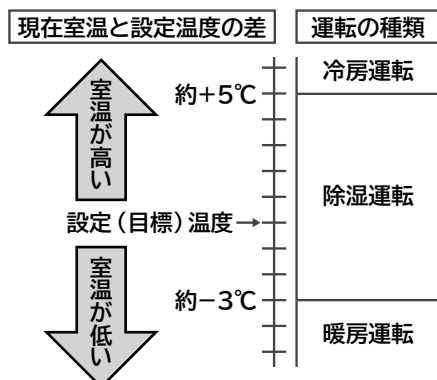 現在室温と設定温度の差
運転の種類
室温が高い
約+5℃
設定（目標）温度→
約−3℃
室温が低い
冷房運転
除湿運転
暖房運転